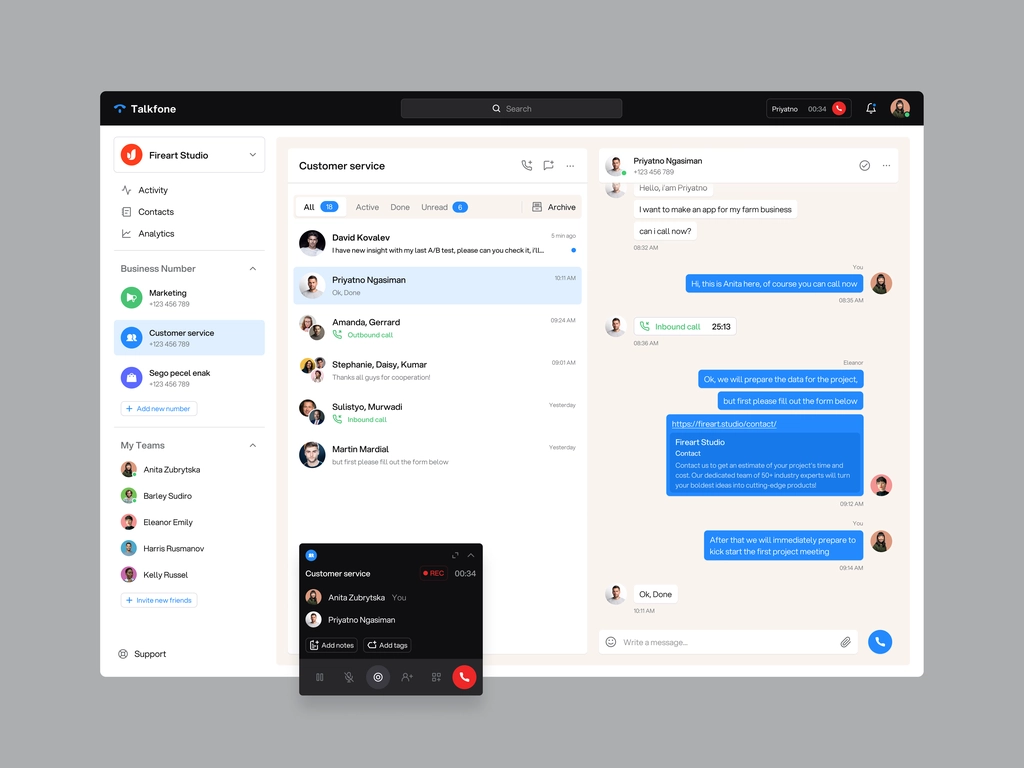 Talkfone
Search
Priyatno 00:34
Fireart Studio
Activity
Contacts
Analytics
Business Number
Marketing
+123 456 789
Customer service
+123 456 789
Sego pecel enak
+123 456 789
+ Add new number
My Teams
Anita Zubrytska
Barley Sudiro
Eleanor Emily
Harris Rusmanov
Kelly Russel
+ Invite new friends
Support
Customer service
All 18 Active Done Unread 6 Archive
David Kovalev 5 min ago
I have new insight with my last A/B test, please can you check it, i'll...
Priyatno Ngasiman 10:11 AM
Ok, Done
Amanda, Gerrard 09:24 AM
Outbound call
Stephanie, Daisy, Kumar 09:01 AM
Thanks all guys for cooperation!
Sulistyo, Murwadi Yesterday
Inbound call
Martin Mardial Yesterday
but first please fill out the form below
Customer service REC 00:34
Anita Zubrytska You
Priyatno Ngasiman
Add notes Add tags
Priyatno Ngasiman
+123 456 789
Hello, i'am Priyatno
I want to make an app for my farm business
can i call now?
08:32 AM
You
Hi, this is Anita here, of course you can call now
08:35 AM
Inbound call 25:13
08:36 AM
Eleanor
Ok, we will prepare the data for the project,
but first please fill out the form below
https://fireart.studio/contact/
Fireart Studio
Contact
Contact us to get an estimate of your project's time and
cost. Our dedicated team of 50+ industry experts will turn
your boldest ideas into cutting-edge products!
09:12 AM
You
After that we will immediately prepare to
kick start the first project meeting
09:14 AM
Ok, Done
10:11 AM
Write a message...